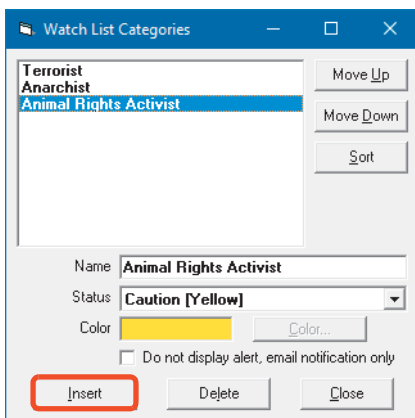 Watch List Categories
Terrorist
Anarchist
Animal Rights Activist
Move Up
Move Down
Sort
Name Animal Rights Activist
Status Caution [Yellow]
Color Color...
Do not display alert, email notification only
Insert Delete Close